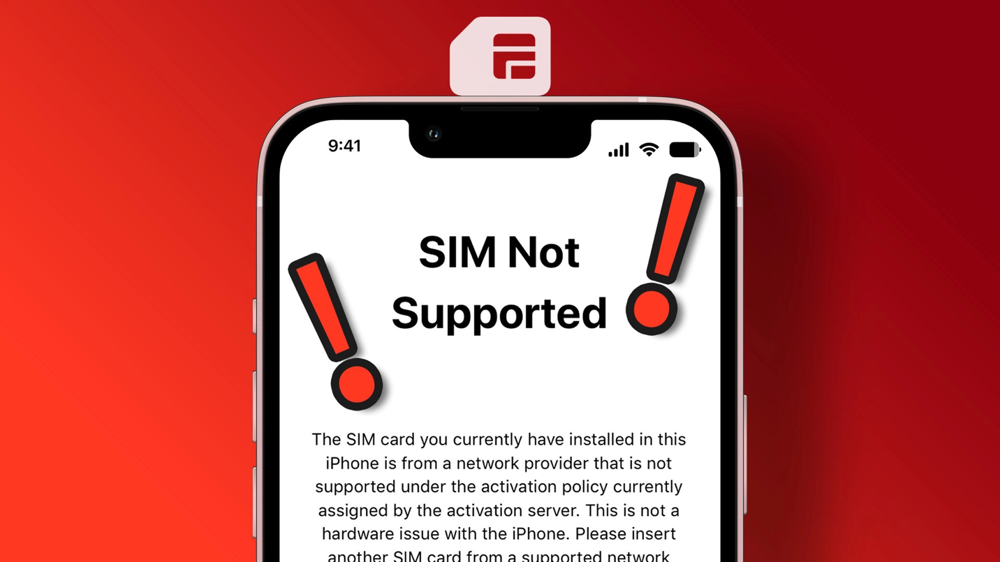 9:41
SIM Not
Supported
The SIM card you currently have installed in this
iPhone is from a network provider that is not
supported under the activation policy currently
assigned by the activation server. This is not a
hardware issue with the iPhone. Please insert
another SIM card from a supported network